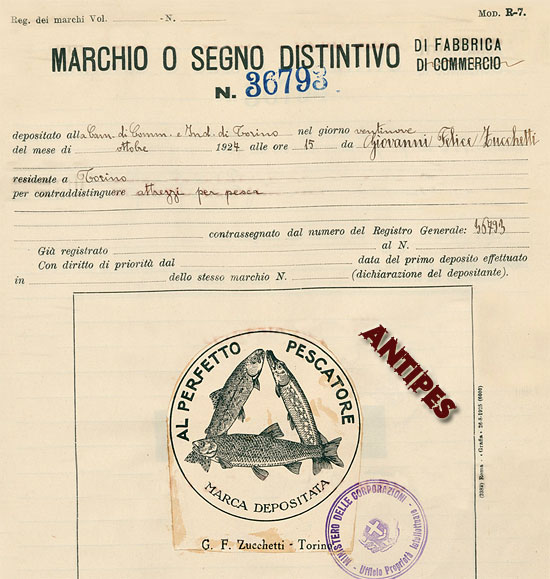 Reg. dei marchi Vol. -N.
MOD. R-7.
MARCHIO O SEGNO DISTINTIVO DI FABBRICA
DI COMMERCIO
N. 36793
depositato alla Cam. di Comm. e Ind. di Torino nel giorno ventinove
del mese di ottobre 1924 alle ore 15 da Giovanni Felice Zucchetti
residente a Torino
per contraddistinguere attrezzi per pesca
contrassegnato dal numero del Registro Generale: 36793
Già registrato al N.
Con diritto di priorità dal data del primo deposito effettuato
in dello stesso marchio N. (dichiarazione del depositante).
ANTIPES
AL PERFETTO PESCATORE
MARCA DEPOSITATA
G. F. Zucchetti - Torino
MINISTERO DELLE CORPORAZIONI
Ufficio Proprietà Intellettuale